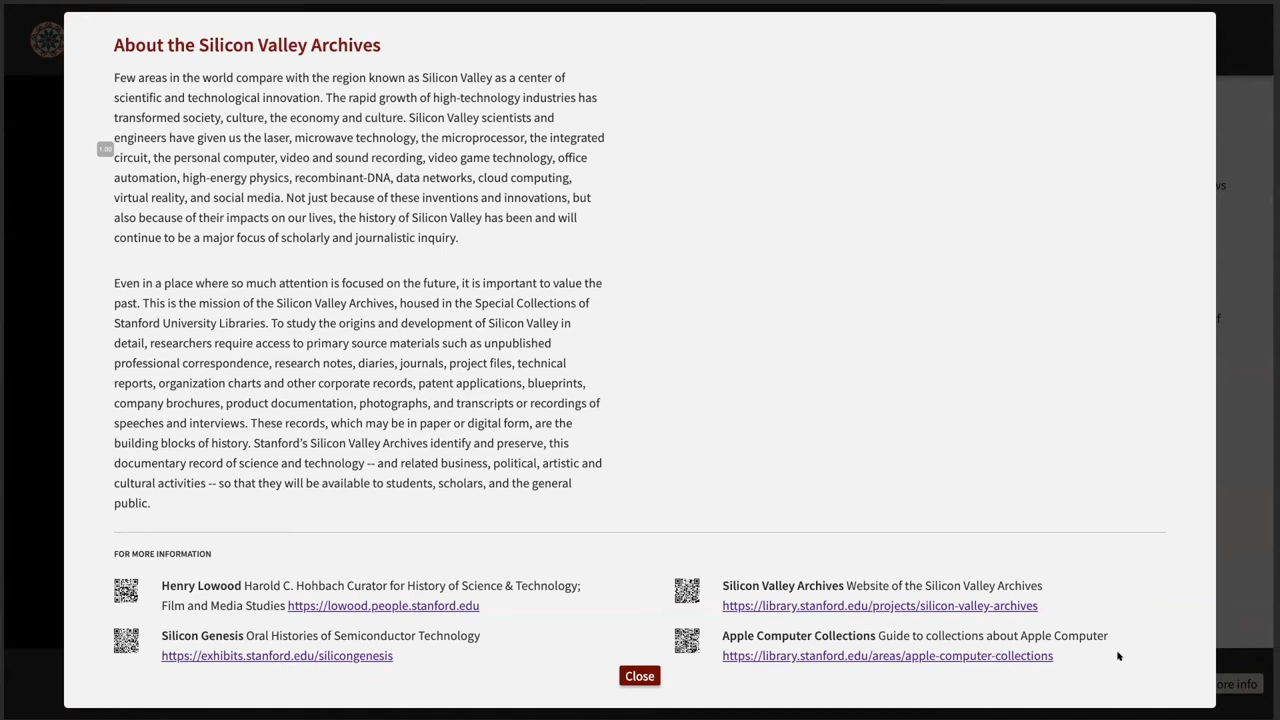 About the Silicon Valley Archives
Few areas in the world compare with the region known as Silicon Valley as a center of
scientific and technological innovation. The rapid growth of high-technology industries has
transformed society, culture, the economy and culture. Silicon Valley scientists and
engineers have given us the laser, microwave technology, the microprocessor, the integrated
1.00
circuit, the personal computer, video and sound recording, video game technology, office
automation, high-energy physics, recombinant-DNA, data networks, cloud computing,
virtual reality, and social media. Not just because of these inventions and innovations, but
also because of their impacts on our lives, the history of Silicon Valley has been and will
continue to be a major focus of scholarly and journalistic inquiry.
Even in a place where so much attention is focused on the future, it is important to value the
past. This is the mission of the Silicon Valley Archives, housed in the Special Collections of
Stanford University Libraries. To study the origins and development of Silicon Valley in
detail, researchers require access to primary source materials such as unpublished
professional correspondence, research notes, diaries, journals, project files, technical
reports, organization charts and other corporate records, patent applications, blueprints,
company brochures, product documentation, photographs, and transcripts or recordings of
speeches and interviews. These records, which may be in paper or digital form, are the
building blocks of history. Stanford's Silicon Valley Archives identify and preserve, this
documentary record of science and technology -- and related business, political, artistic and
cultural activities -- so that they will be available to students, scholars, and the general
public.
FOR MORE INFORMATION
Henry Lowood Harold C. Hohbach Curator for History of Science & Technology;
Film and Media Studies https://lowood.people.stanford.edu
Silicon Genesis Oral Histories of Semiconductor Technology
https://exhibits.stanford.edu/silicongenesis
Silicon Valley Archives Website of the Silicon Valley Archives
https://library.stanford.edu/projects/silicon-valley-archives
Apple Computer Collections Guide to collections about Apple Computer
https://library.stanford.edu/areas/apple-computer-collections
Close
ore info